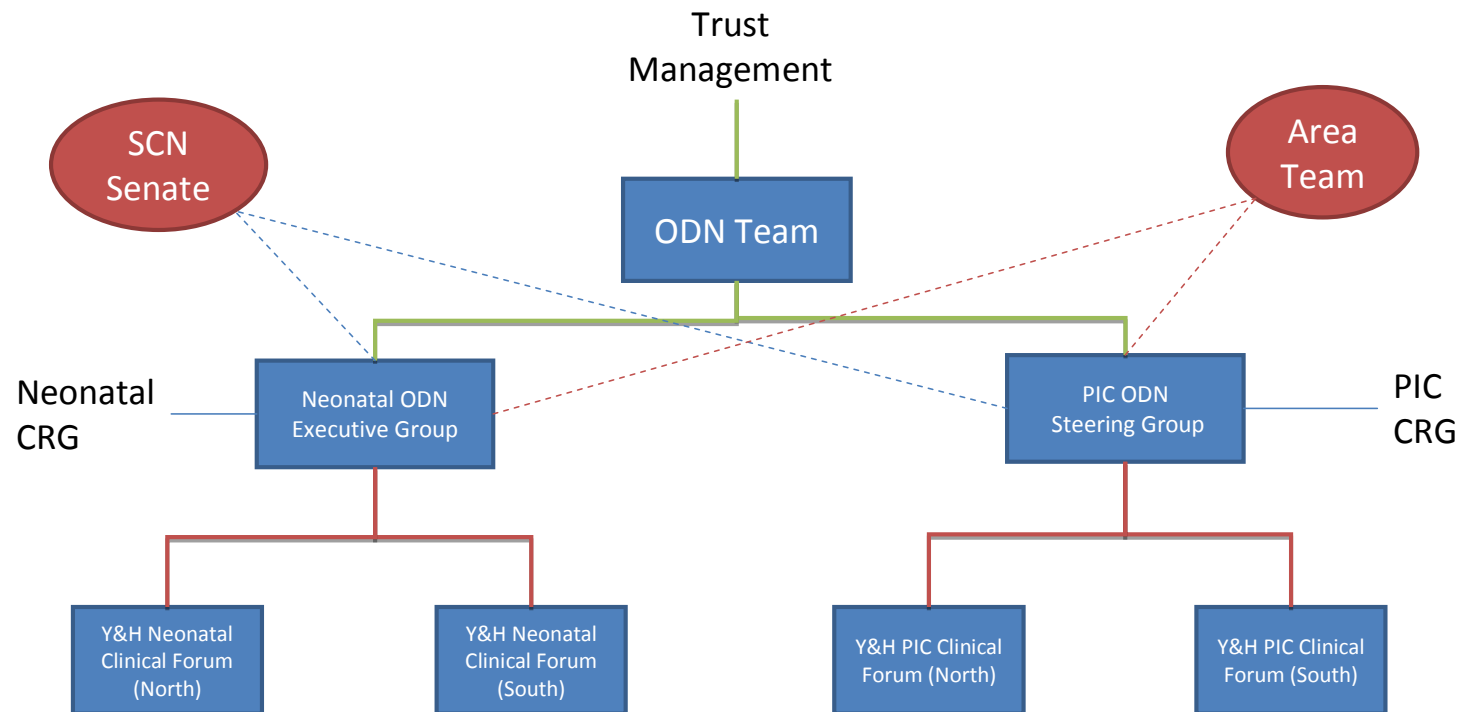 Trust
Management
SCN
Senate
Area
Team
ODN Team
Neonatal
CRG
Neonatal ODN
Executive Group
PIC ODN
Steering Group
PIC
CRG
Y&H Neonatal
Clinical Forum
(North)
Y&H Neonatal
Clinical Forum
(South)
Y&H PIC Clinical
Forum (North)
Y&H PIC Clinical
Forum (South)